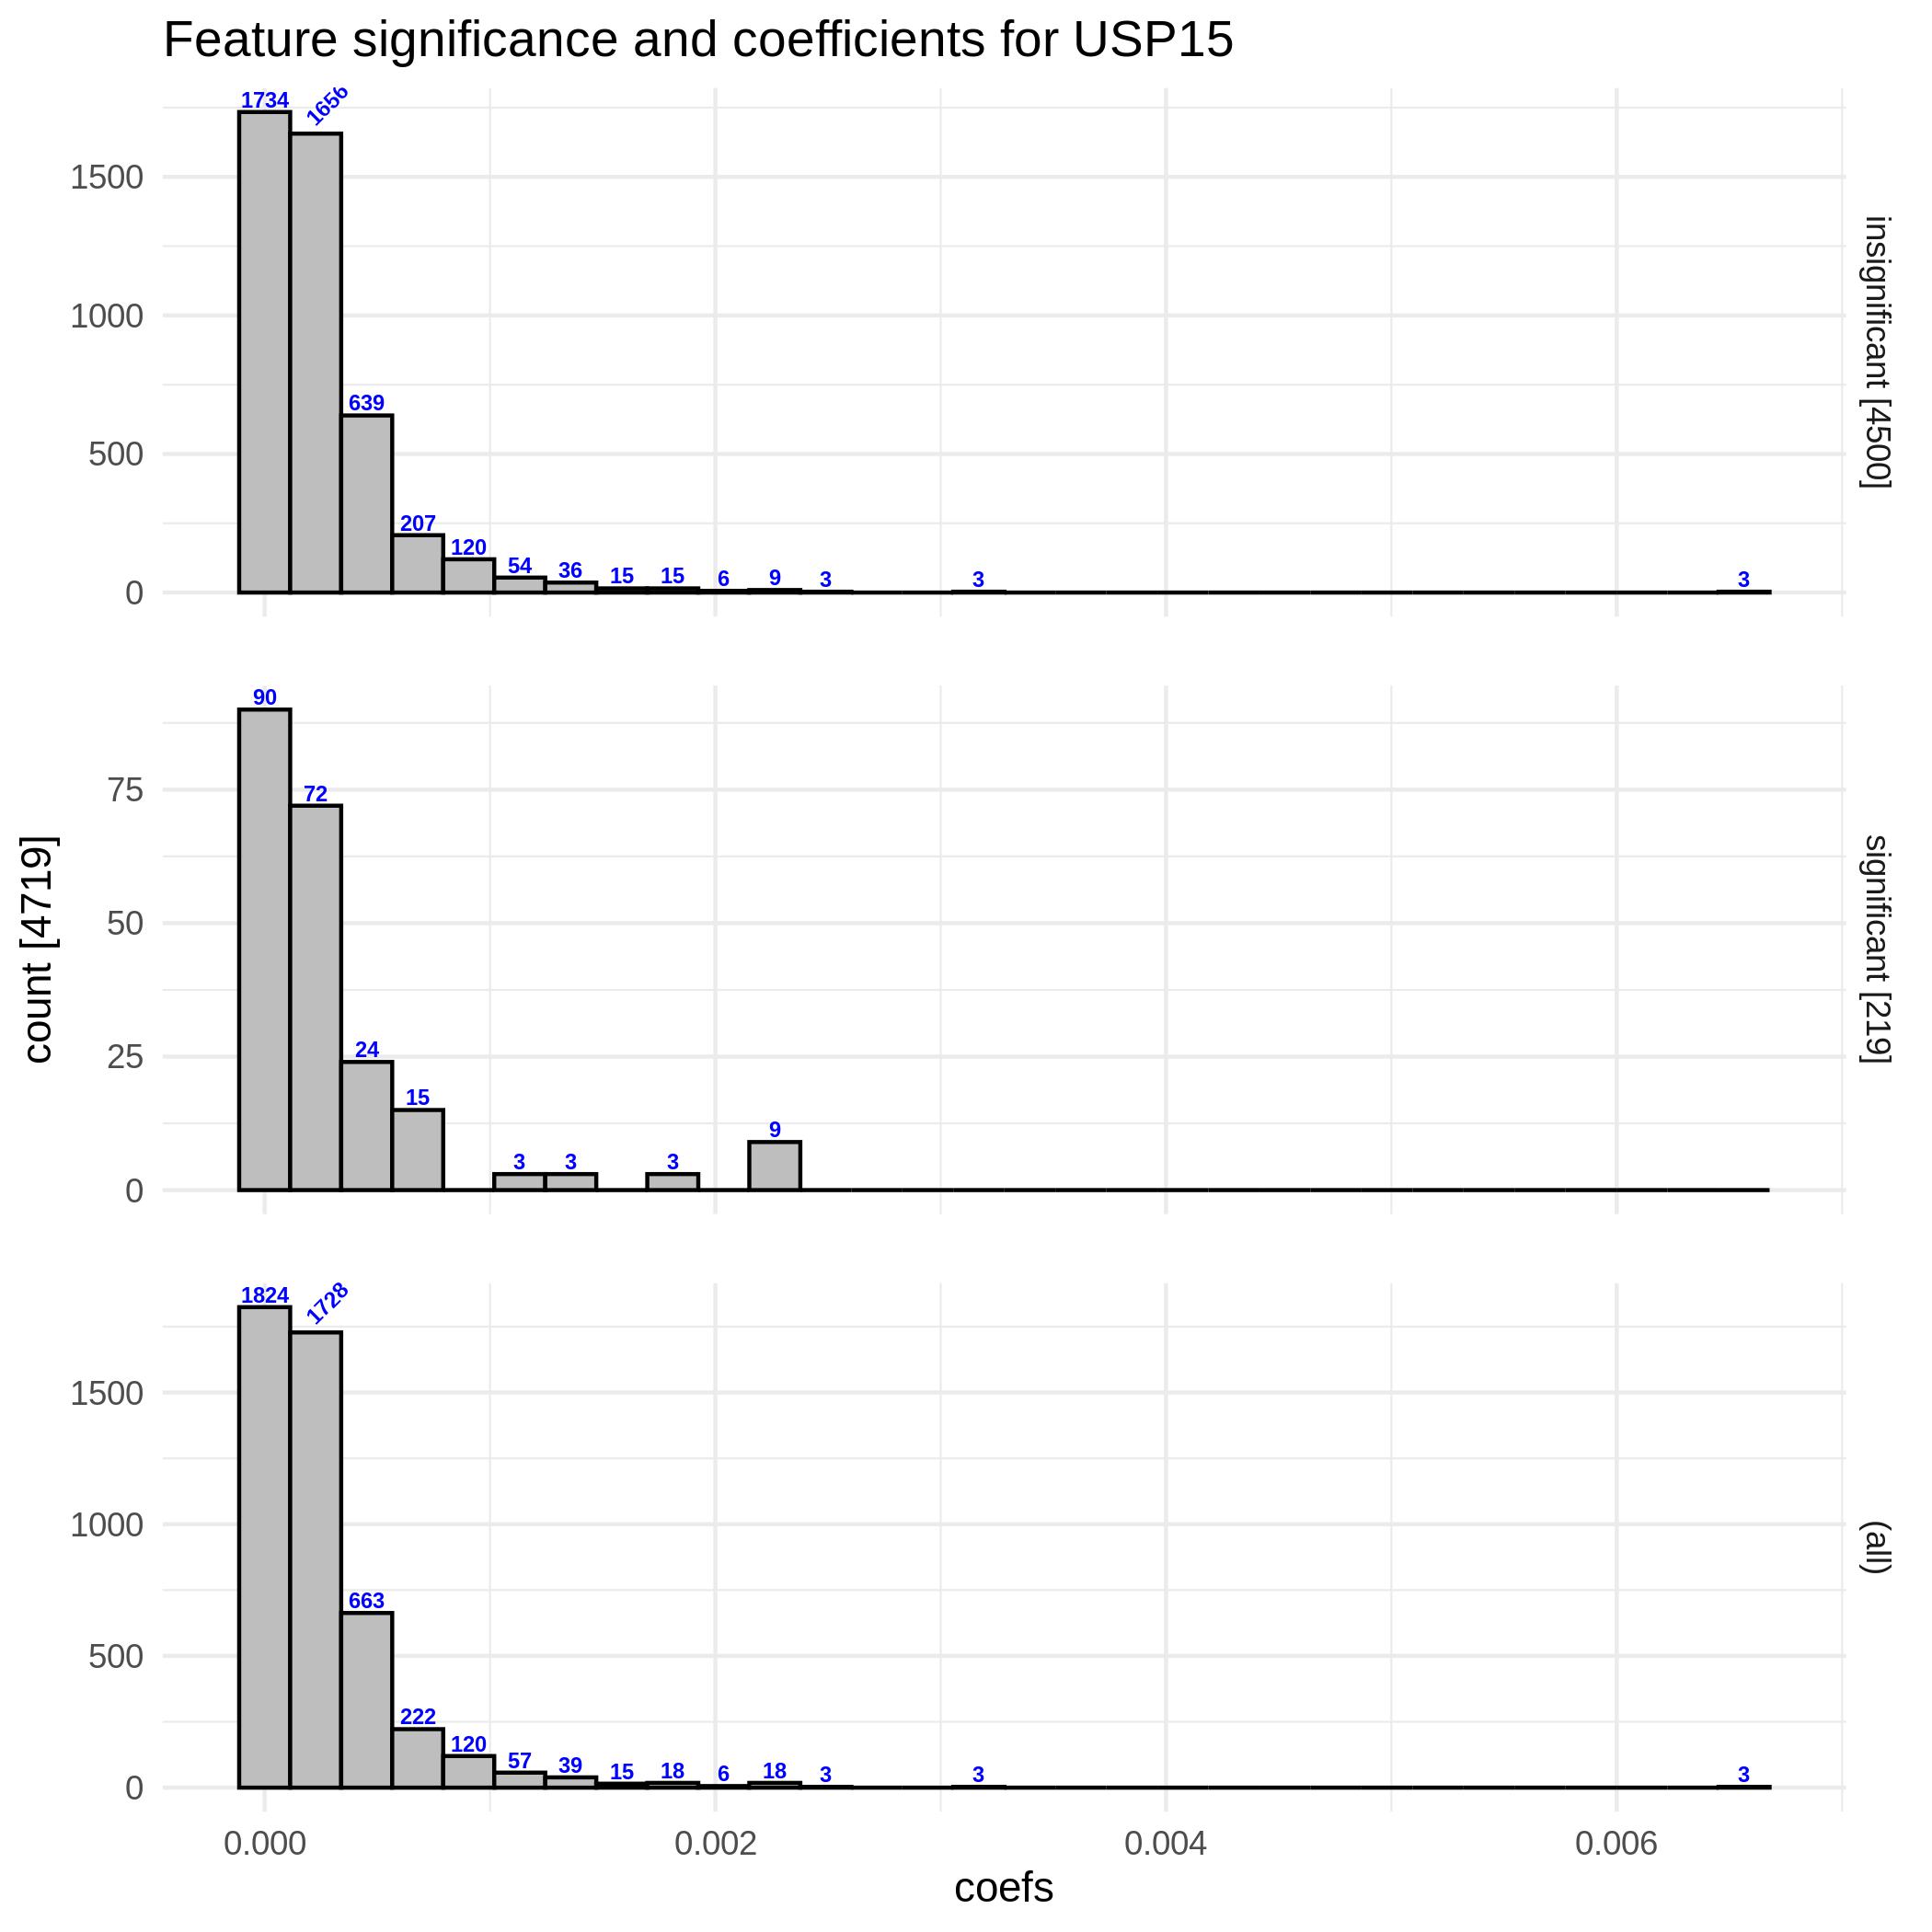 Feature significance and coefficients for USP15
1734 1656
1500
1000
639
500
207
120
54 36 15 15 6 9 3 3 3
0
insignificant [4500]
90
75
72
50
25
24
15
3 3 3 9
0
significant [219]
count [4719]
1824 1728
1500
1000
663
500
222
120
57 39 15 18 6 18 3 3 3
0
(all)
0.000 0.002 0.004 0.006
coefs